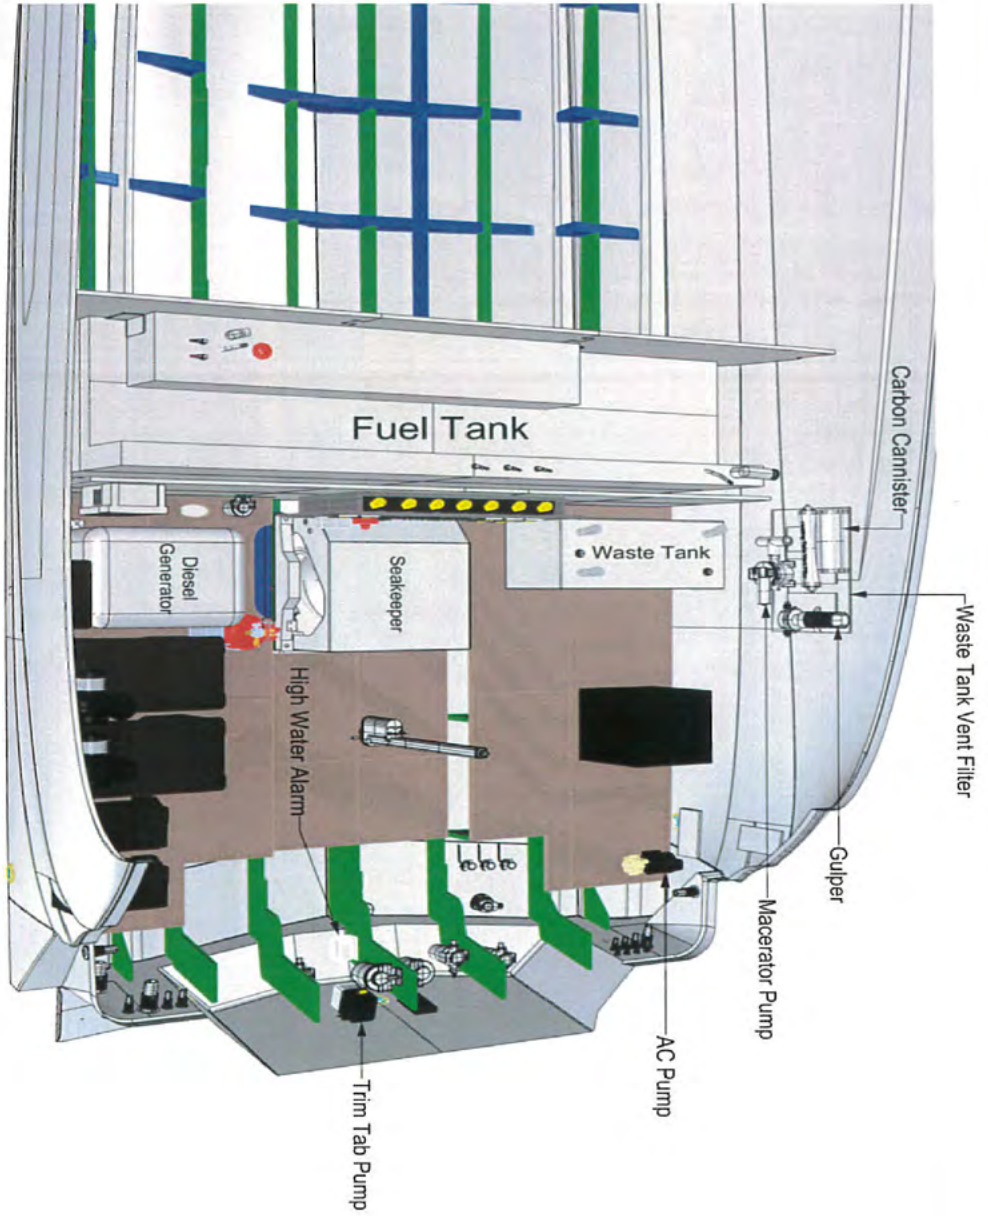 Carbon Cannister
Waste Tank Vent Filter
Gulper
Macerator Pump
AC Pump
Trim Tab Pump
Fuel Tank
Waste Tank
Diesel
Generator
Seakeeper
High Water Alarm